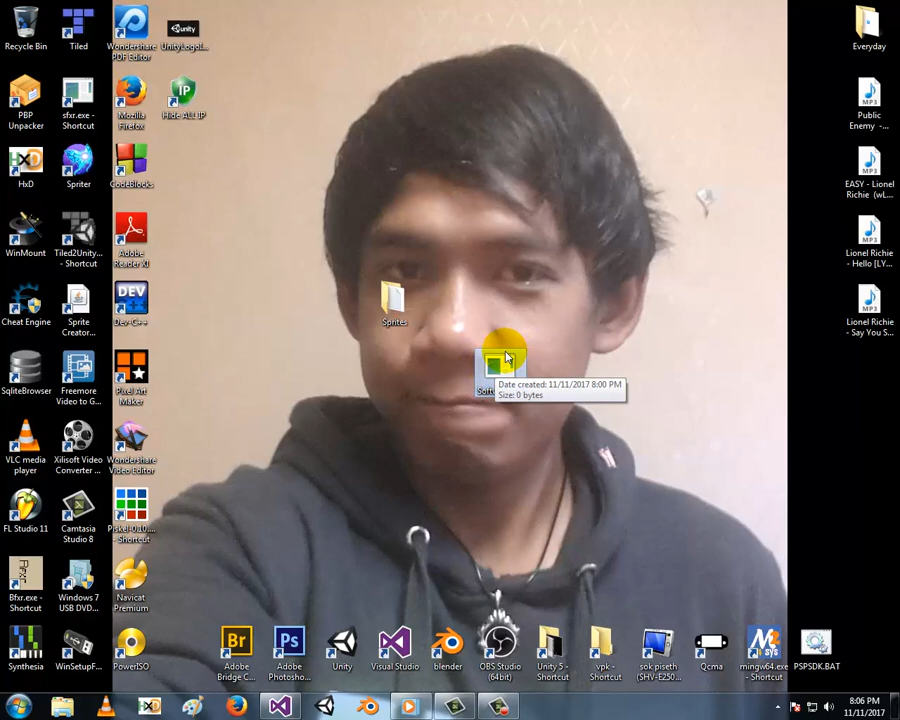 Recycle Bin
Tiled
Wondershare
PDF Editor
UnityLogoI...
Everyday
PBP
Unpacker
sfxr.exe -
Shortcut
Mozilla
Firefox
Hide ALL IP
Public
Enemy -...
HxD
Spriter
CodeBlocks
EASY - Lionel
Richie (wL...
WinMount
Tiled2Unity...
- Shortcut
Adobe
Reader XI
Lionel Richie
- Hello [LY...
Cheat Engine
Sprite
Creator...
Dev-C++
Sprites
Lionel Richie
- Say You S...
SqliteBrowser
Freemore
Video to G...
Pixel Art
Maker
Date created: 11/11/2017 8:00 PM
Size: 0 bytes
VLC media
player
Xilisoft Video
Converter ...
Wondershare
Video Editor
FL Studio 11
Camtasia
Studio 8
Piskel-0.10....
- Shortcut
Bfxr.exe -
Shortcut
Windows 7
USB DVD...
Navicat
Premium
Synthesia
WinSetupF...
PowerISO
Adobe
Bridge C...
Adobe
Photosho...
Unity
Visual Studio
blender
OBS Studio
(64bit)
Unity 5 -
Shortcut
vpk -
Shortcut
sok piseth
(SHV-E250...
Qcma
mingw64.exe
- Shortcut
PSPSDK.BAT
8:06 PM
11/11/2017